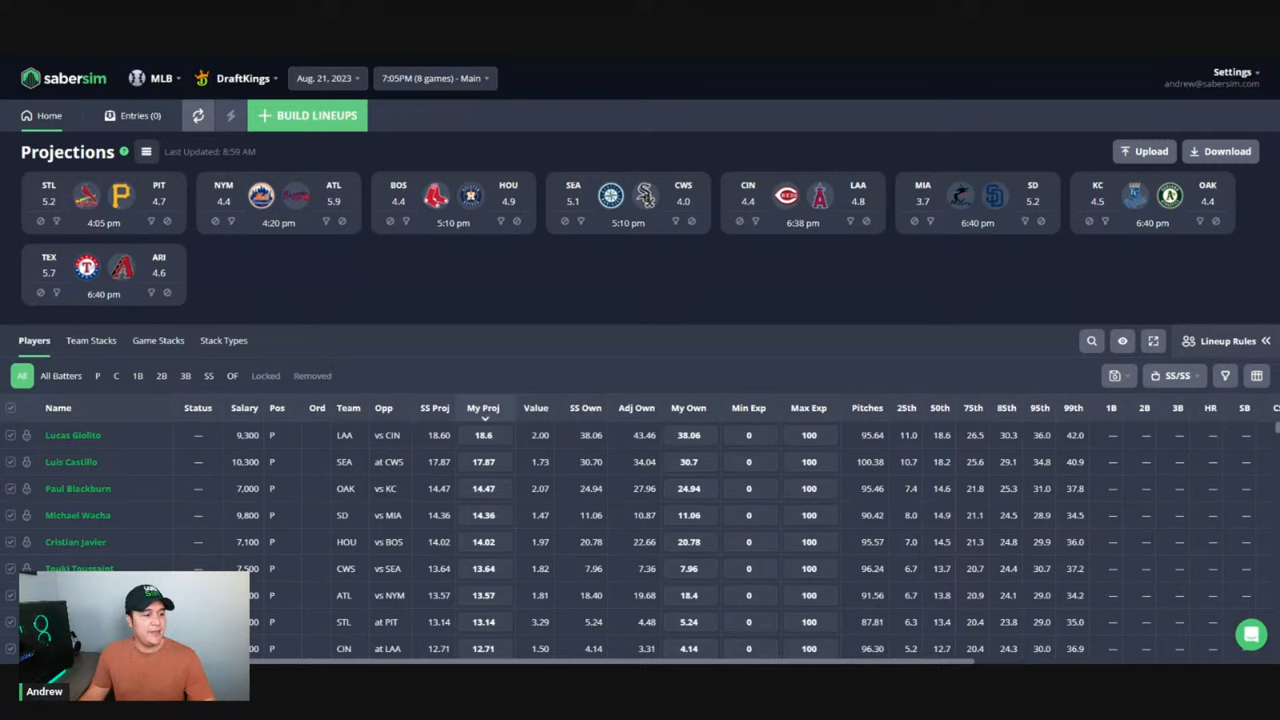 sabersim MLB DraftKings Aug. 21, 2023 7:05PM (8 games) - Main Settings
andrew@sabersim.com
Home Entries (0) BUILD LINEUPS
Projections Last Updated: 8:59 AM Upload Download
STL PIT NYM ATL BOS HOU SEA CWS CIN LAA MIA SD KC OAK
5.2 4.7 4.4 5.9 4.4 4.9 5.1 4.0 4.4 4.8 3.7 5.2 4.5 4.4
4:05 pm 4:20 pm 5:10 pm 5:10 pm 6:38 pm 6:40 pm 6:40 pm
TEX ARI
5.7 4.6
6:40 pm
Players Team Stacks Game Stacks Stack Types Lineup Rules
All All Batters P C 1B 2B 3B SS OF Locked Removed SS/SS
Name Status Salary Pos Ord Team Opp SS Proj My Proj Value SS Own Adj Own My Own Min Exp Max Exp Pitches 25th 50th 75th 85th 95th 99th 1B 2B 3B HR SB
Lucas Giolito — 9,300 P LAA vs CIN 18.60 18.6 2.00 38.06 43.46 38.06 0 100 95.64 11.0 18.6 26.5 30.3 36.0 42.0 — — — — —
Luis Castillo — 10,300 P SEA at CWS 17.87 17.87 1.73 30.70 34.04 30.7 0 100 100.38 10.7 18.2 25.6 29.1 34.8 40.9 — — — — —
Paul Blackburn — 7,000 P OAK vs KC 14.47 14.47 2.07 24.94 27.96 24.94 0 100 95.46 7.4 14.6 21.8 25.3 31.0 37.8 — — — — —
Michael Wacha — 9,800 P SD vs MIA 14.36 14.36 1.47 11.06 10.87 11.06 0 100 90.42 8.0 14.9 21.1 24.5 28.9 34.5 — — — — —
Cristian Javier — 7,100 P HOU vs BOS 14.02 14.02 1.97 20.78 22.66 20.78 0 100 95.57 7.0 14.5 21.3 24.8 29.9 36.0 — — — — —
Touki Toussaint — 7,500 P CWS vs SEA 13.64 13.64 1.82 7.96 7.36 7.96 0 100 96.24 6.7 13.7 20.7 24.4 30.7 37.2 — — — — —
P ATL vs NYM 13.57 13.57 1.81 18.40 19.68 18.4 0 100 91.56 6.7 13.8 20.9 24.1 29.0 34.2 — — — — —
P STL at PIT 13.14 13.14 3.29 5.24 4.48 5.24 0 100 87.81 6.3 13.4 20.4 23.8 29.0 35.0 — — — — —
P CIN at LAA 12.71 12.71 1.50 4.14 3.31 4.14 0 100 96.30 5.2 12.7 20.4 24.3 30.0 36.9 — — — — —
Andrew